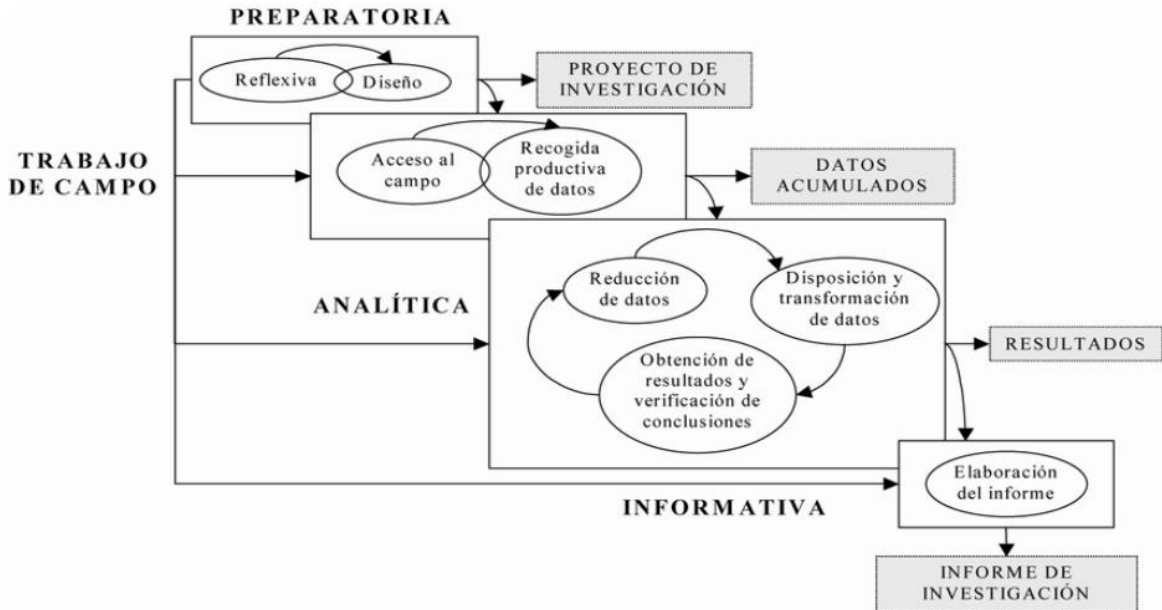 PREPARATORIA
Reflexiva
Diseño
PROYECTO DE
INVESTIGACIÓN
TRABAJO
DE CAMPO
Acceso al
campo
Recogida
productiva
de datos
DATOS
ACUMULADOS
ANALÍTICA
Reducción
de datos
Disposición y
transformación
de datos
Obtención de
resultados y
verificación de
conclusiones
RESULTADOS
INFORMATIVA
Elaboración
del informe
INFORME DE
INVESTIGACIÓN